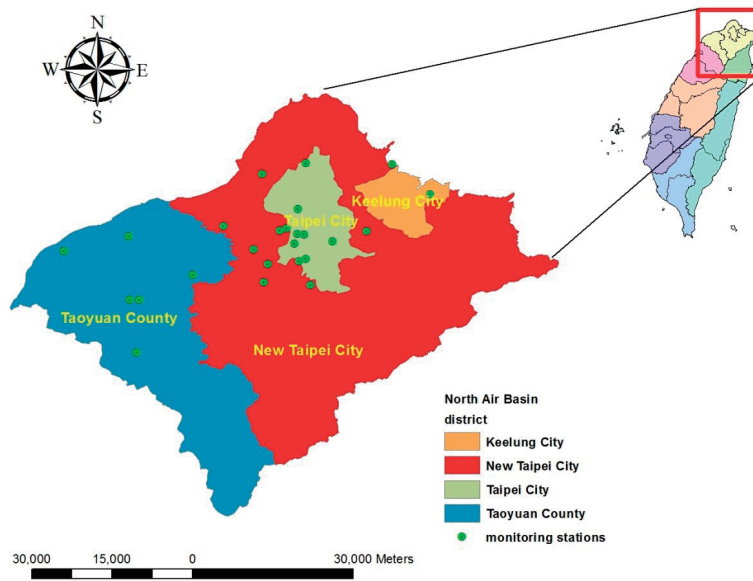 N
W E
S
Keelung City
Taipei City
Taoyuan County
New Taipei City
North Air Basin
district
Keelung City
New Taipei City
Taipei City
Taoyuan County
monitoring stations
30,000 15,000 0 30,000 Meters